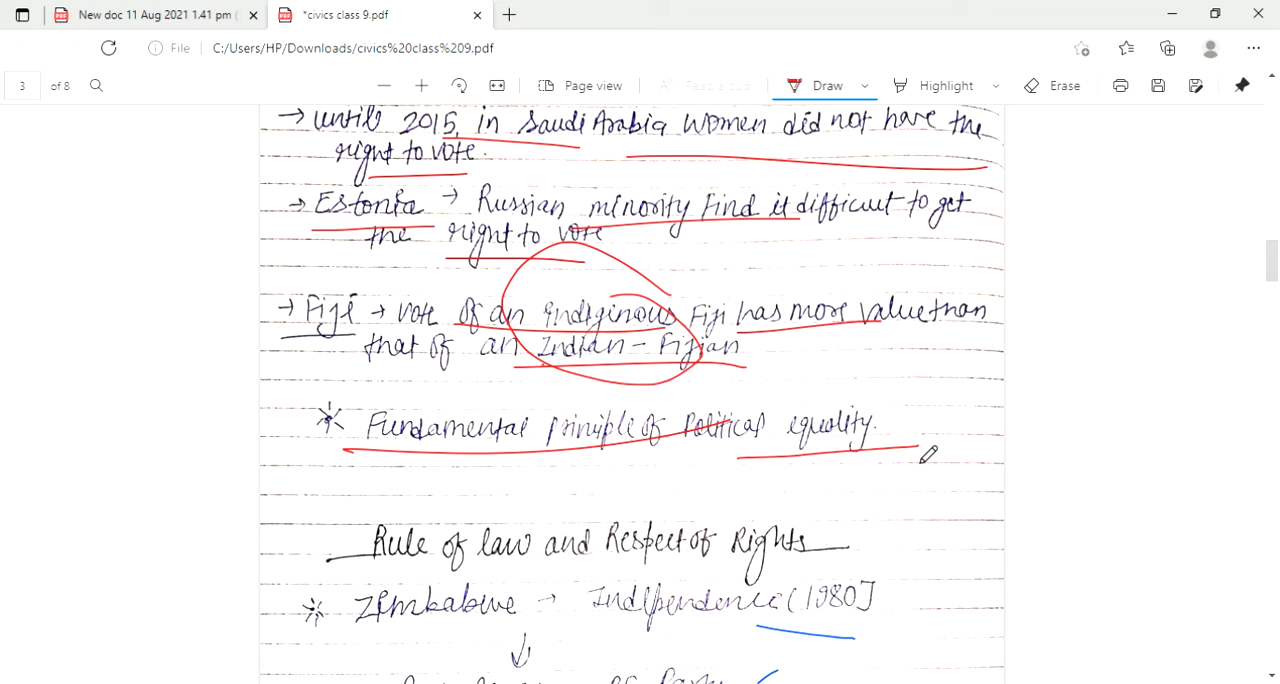 New doc 11 Aug 2021 1.41 pm (
*civics class 9.pdf
File C:/Users/HP/Downloads/civics%20class%209.pdf
3 of 8 Page view Draw Highlight Erase
→ until 2015, in Saudi Arabia women did not have the
right to vote.
→ Estonia → Russian minority find it difficult to get
the right to vote
→ Fiji → vote of an indiginous Fiji has more value than
that of an Indian - Fijian
* Fundamental principle of Political equality.
Rule of law and Respect of Rights
* Zimbabwe → Independence (1980]